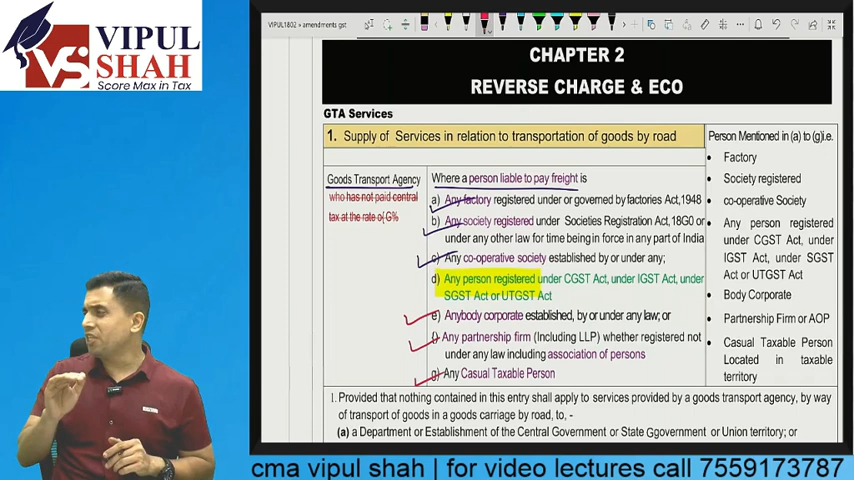 VIPUL
SHAH
VS
Score Max in Tax
VIPUL1802 + amendments gst
CHAPTER 2
REVERSE CHARGE & ECO
GTA Services
1. Supply of Services in relation to transportation of goods by road
Goods Transport Agency
who has not paid central
tax at the rate of G%
Where a person liable to pay freight is
a) Any factory registered under or governed by factories Act,1948
b) Any society registered under Societies Registration Act,18G0 or
under any other law for time being in force in any part of India
c) Any co-operative society established by or under any;
d) Any person registered under CGST Act, under IGST Act, under
SGST Act or UTGST Act
e) Anybody corporate established, by or under any law; or
f) Any partnership firm (Including LLP) whether registered not
under any law including association of persons
g) Any Casual Taxable Person
Person Mentioned in (a) to (g)i.e.
• Factory
• Society registered
• co-operative Society
• Any person registered
under CGST Act, under
IGST Act, under SGST
Act or UTGST Act
• Body Corporate
• Partnership Firm or AOP
• Casual Taxable Person
Located in taxable
territory
1. Provided that nothing contained in this entry shall apply to services provided by a goods transport agency, by way
of transport of goods in a goods carriage by road, to, -
(a) a Department or Establishment of the Central Government or State Ggovernment or Union territory; or
cma vipul shah | for video lectures call 7559173787